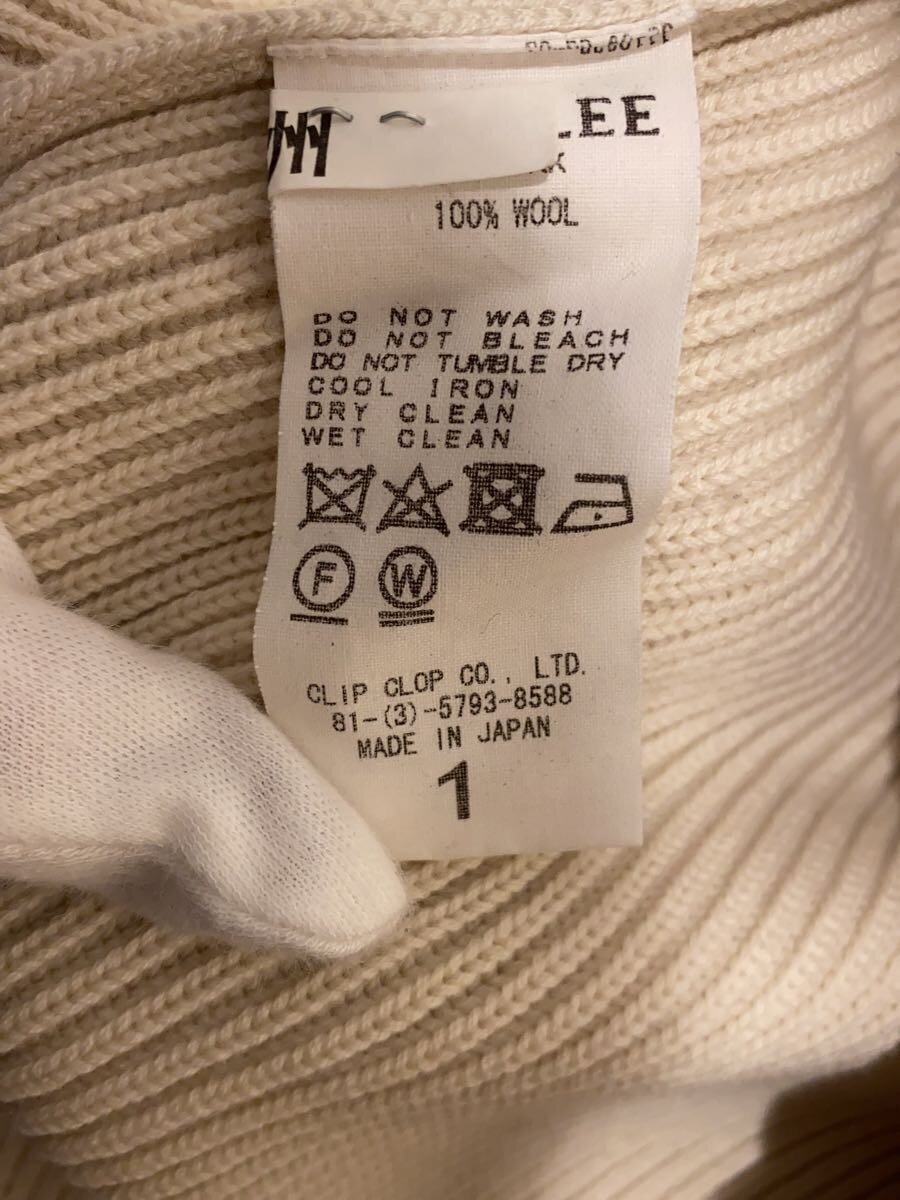 LEE
100% WOOL
DO NOT WASH
DO NOT BLEACH
DO NOT TUMBLE DRY
COOL IRON
DRY CLEAN
WET CLEAN
F W
CLIP CLOP CO., LTD.
81-(3)-5793-8588
MADE IN JAPAN
1